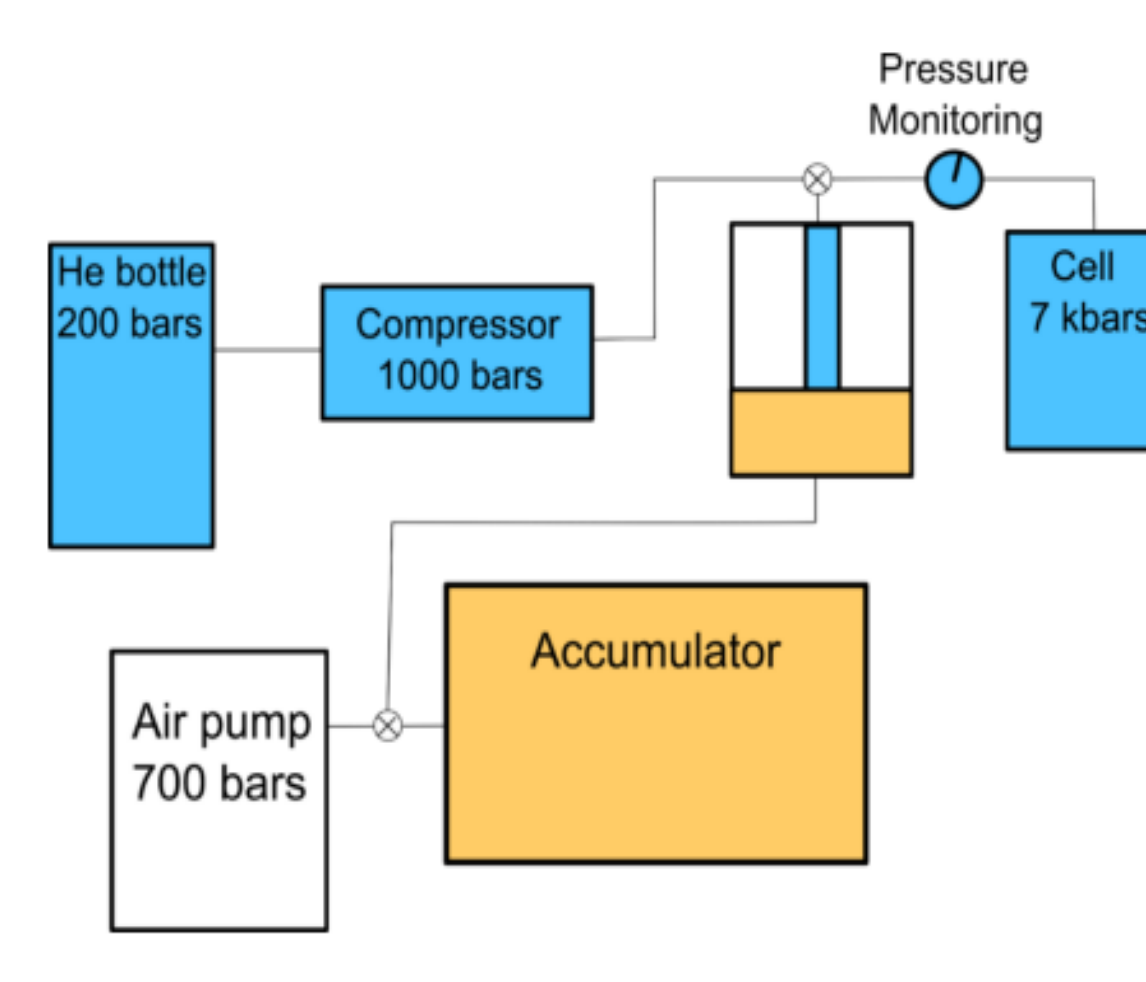 Pressure
Monitoring
He bottle
200 bars
Compressor
1000 bars
Cell
7 kbars
Accumulator
Air pump
700 bars